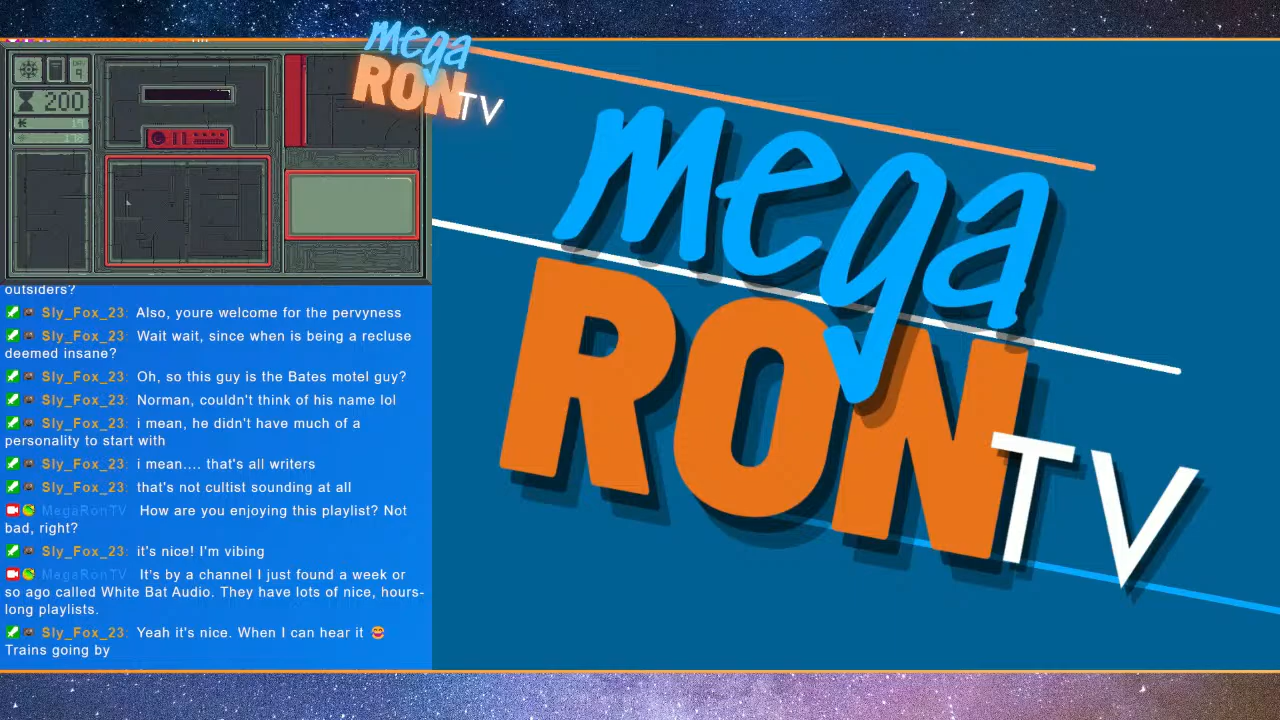 mega
RON TV
200
mega
RON
TV
outsiders?
Sly_Fox_23: Also, youre welcome for the pervyness
Sly_Fox_23: Wait wait, since when is being a recluse
deemed insane?
Sly_Fox_23: Oh, so this guy is the Bates motel guy?
Sly_Fox_23: Norman, couldn't think of his name lol
Sly_Fox_23: i mean, he didn't have much of a
personality to start with
Sly_Fox_23: i mean.... that's all writers
Sly_Fox_23: that's not cultist sounding at all
MegaRonTV How are you enjoying this playlist? Not
bad, right?
Sly_Fox_23: it's nice! I'm vibing
MegaRonTV It's by a channel I just found a week or
so ago called White Bat Audio. They have lots of nice, hours-
long playlists.
Sly_Fox_23: Yeah it's nice. When I can hear it
Trains going by